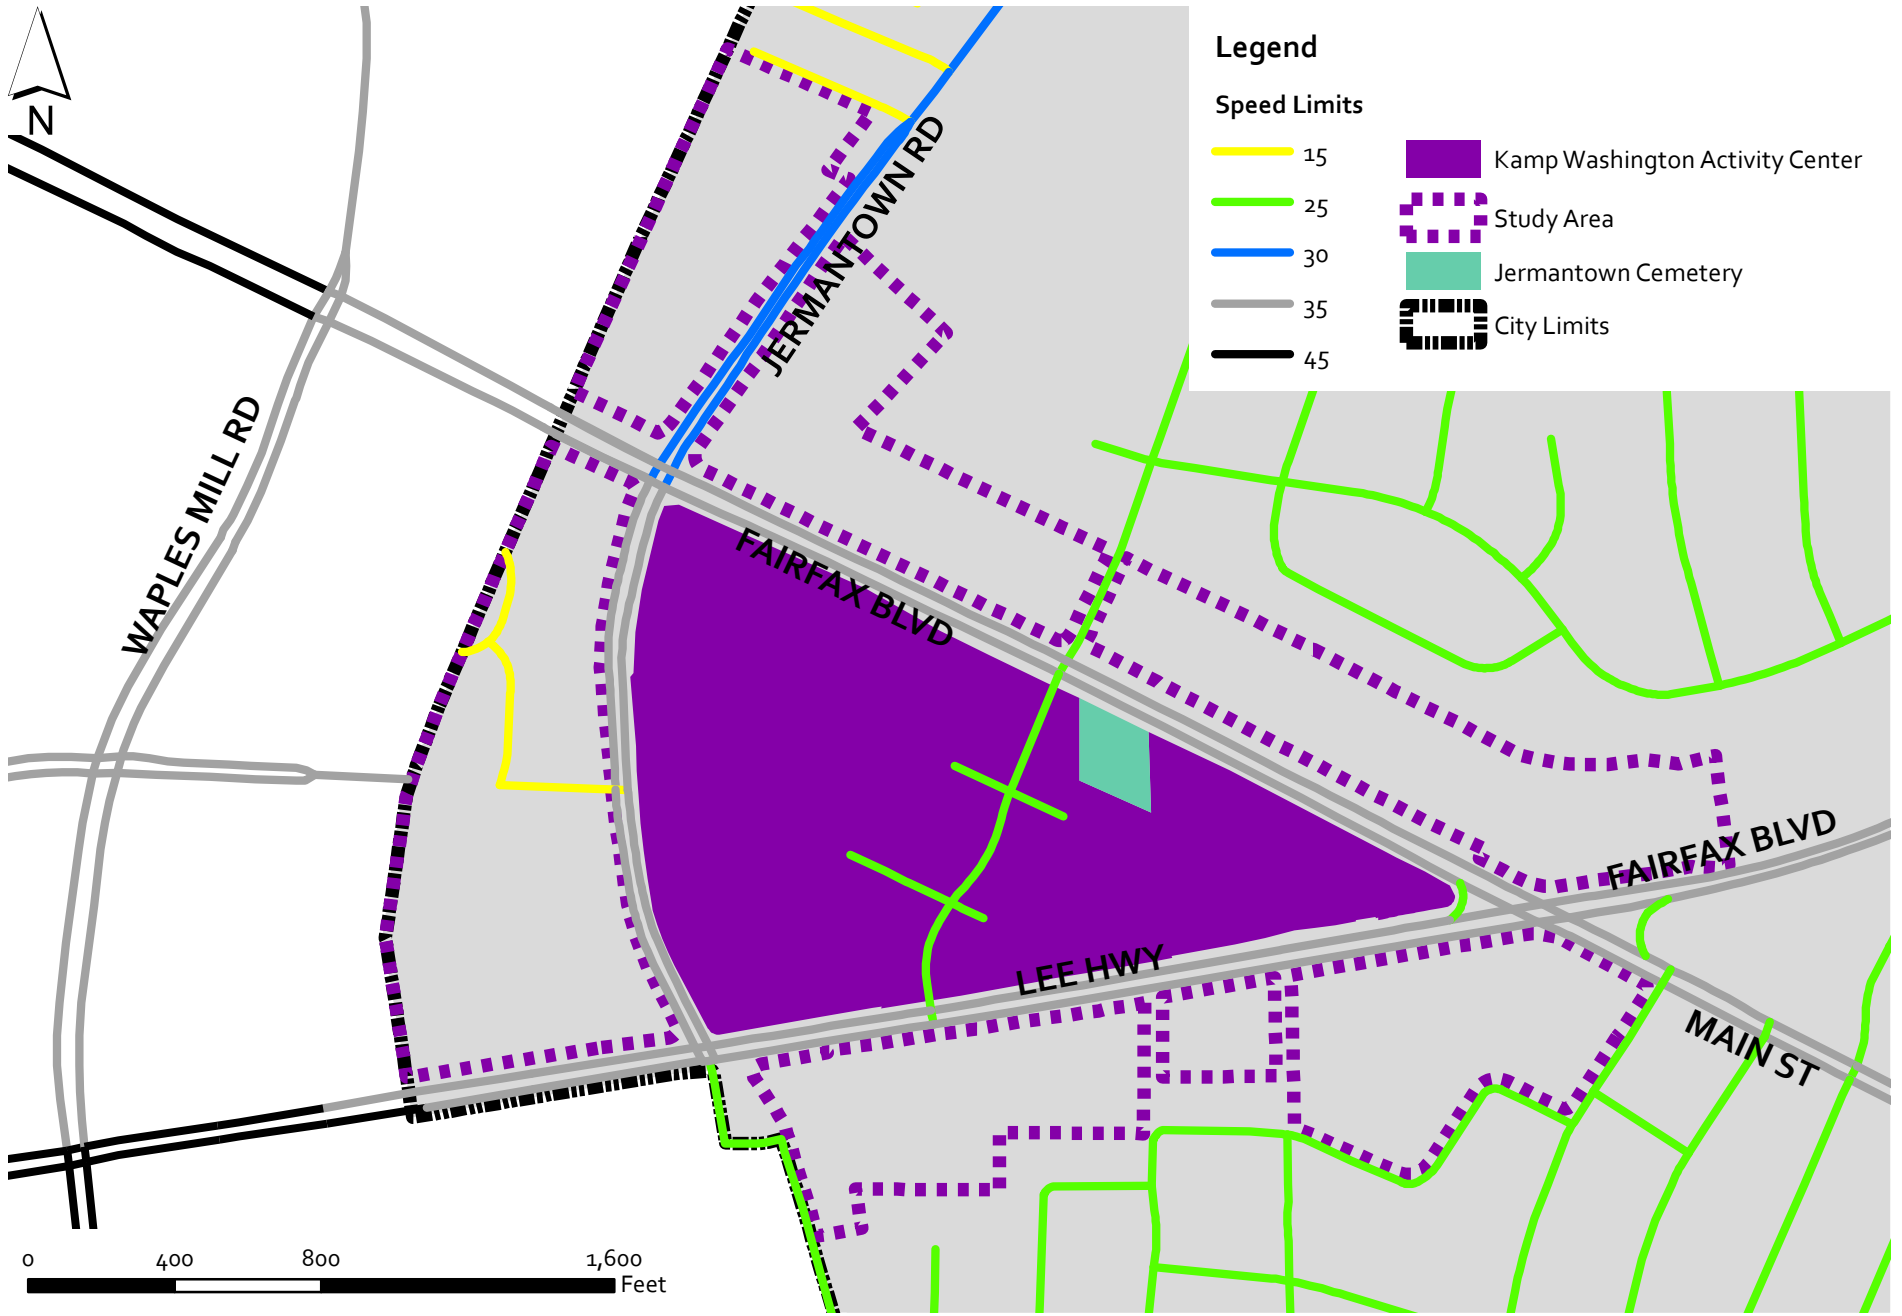 N
Legend
Speed Limits
15
25
30
35
45
Kamp Washington Activity Center
Study Area
Jermantown Cemetery
City Limits
JERMANTOWN RD
WAPLES MILL RD
FAIRFAX BLVD
FAIRFAX BLVD
LEE HWY
MAIN ST
0 400 800 1,600
Feet